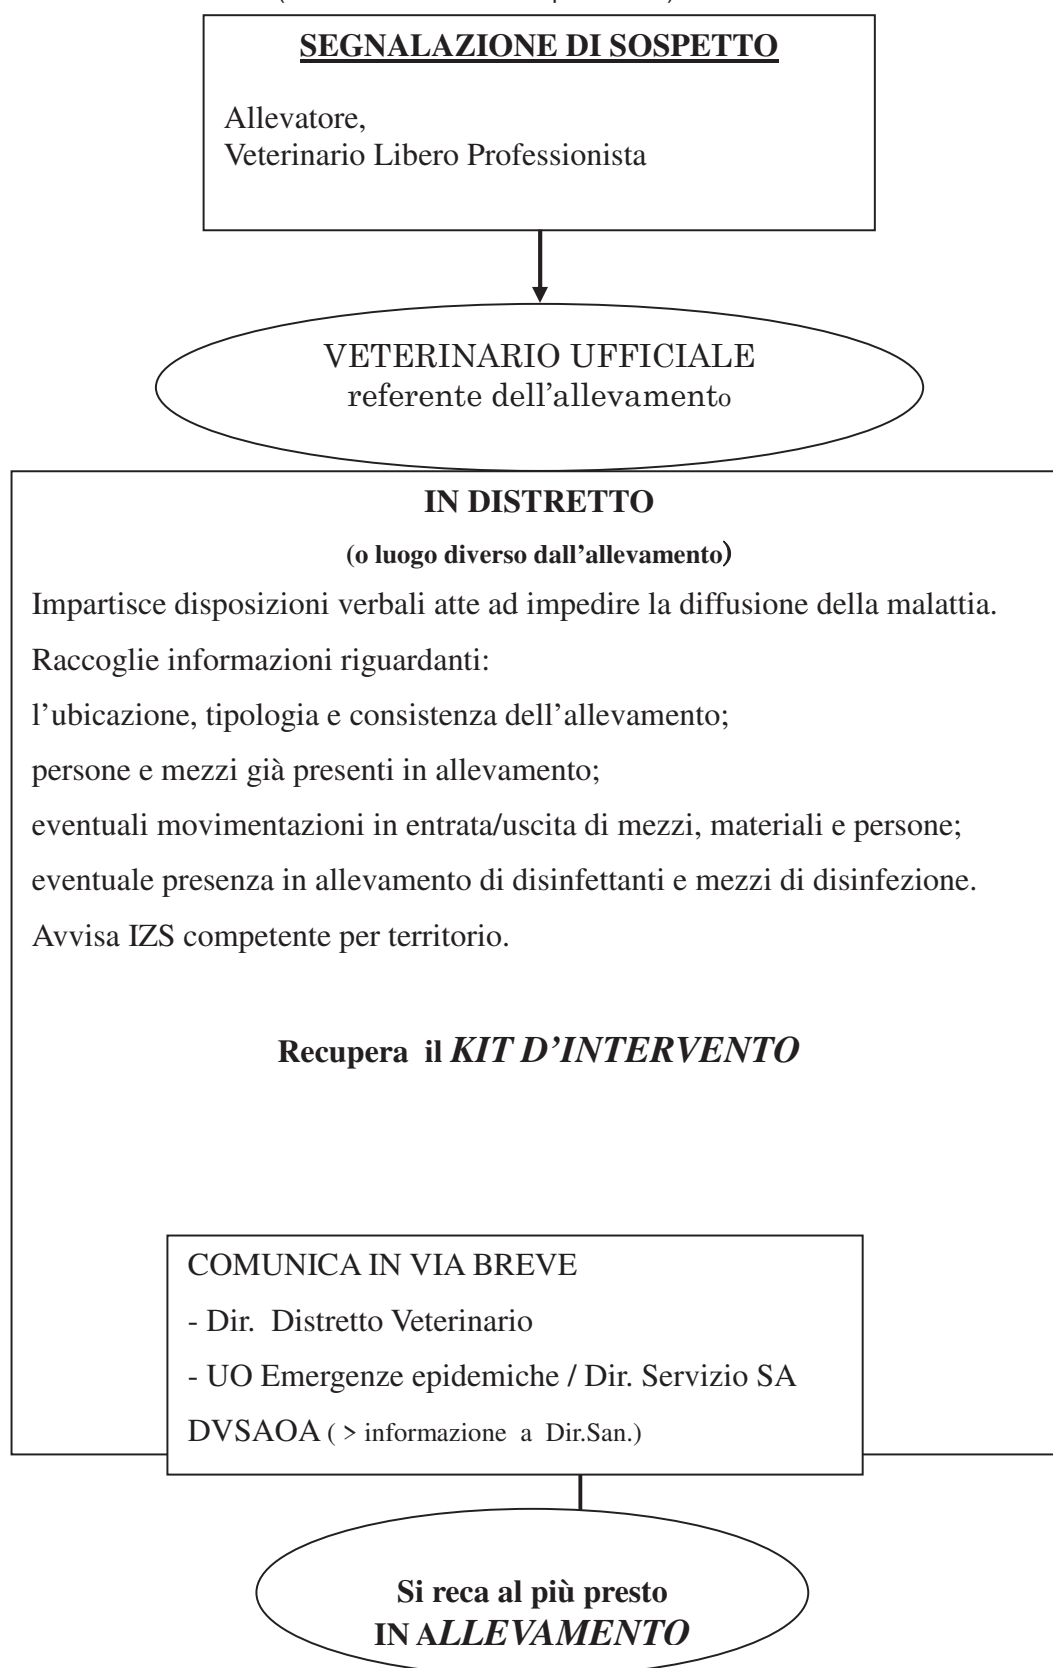 SEGNALAZIONE DI SOSPETTO
Allevatore,
Veterinario Libero Professionista
VETERINARIO UFFICIALE
referente dell’allevamento
IN DISTRETTO
(o luogo diverso dall’allevamento)
Impartisce disposizioni verbali atte ad impedire la diffusione della malattia.
Raccoglie informazioni riguardanti:
l’ubicazione, tipologia e consistenza dell’allevamento;
persone e mezzi già presenti in allevamento;
eventuali movimentazioni in entrata/uscita di mezzi, materiali e persone;
eventuale presenza in allevamento di disinfettanti e mezzi di disinfezione.
Avvisa IZS competente per territorio.
Recupera il KIT D’INTERVENTO
COMUNICA IN VIA BREVE
- Dir. Distretto Veterinario
- UO Emergenze epidemiche / Dir. Servizio SA
DVSAOA ( > informazione a Dir.San.)
Si reca al più presto
IN ALLEVAMENTO